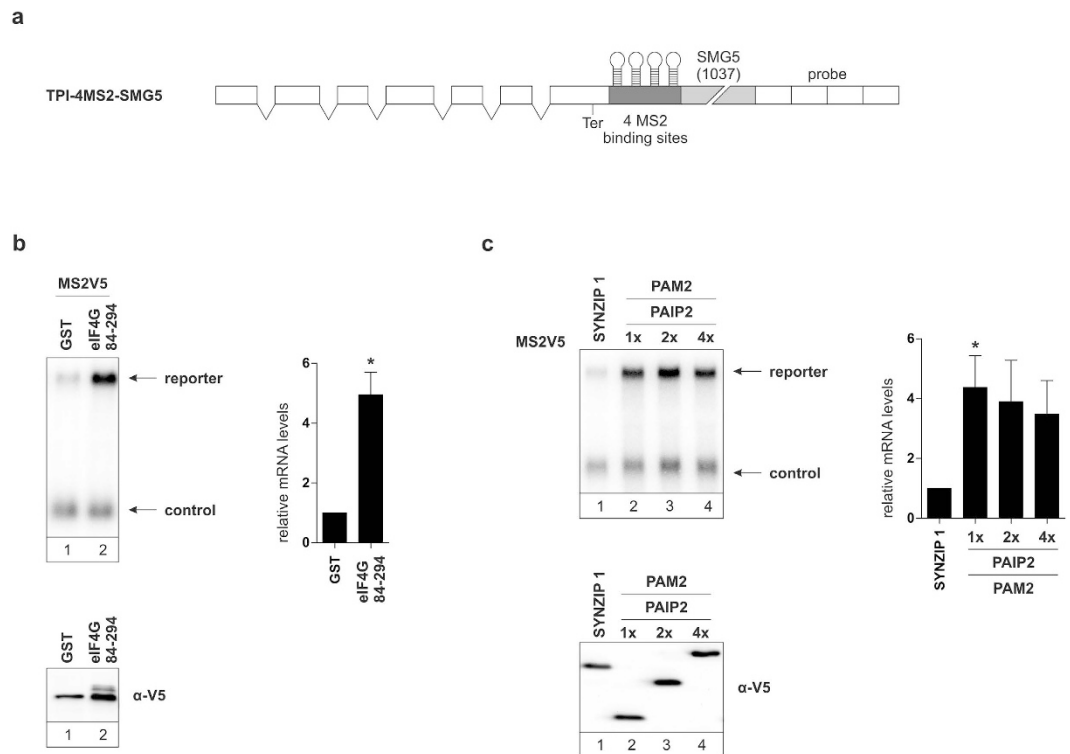 a
SMG5
(1037)
probe
TPI-4MS2-SMG5
Ter
4 MS2
binding sites
b
MS2V5
GST
eIF4G
84-294
reporter
control
1 2
relative mRNA levels
6
4
2
0
*
GST
eIF4G
84-294
GST
eIF4G
84-294
α-V5
1 2
c
SYNZIP 1
PAM2
PAIP2
MS2V5
1x 2x 4x
reporter
control
1 2 3 4
relative mRNA levels
6
4
2
0
*
SYNZIP 1
1x 2x 4x
PAIP2
PAM2
SYNZIP 1
PAM2
PAIP2
1x 2x 4x
α-V5
1 2 3 4